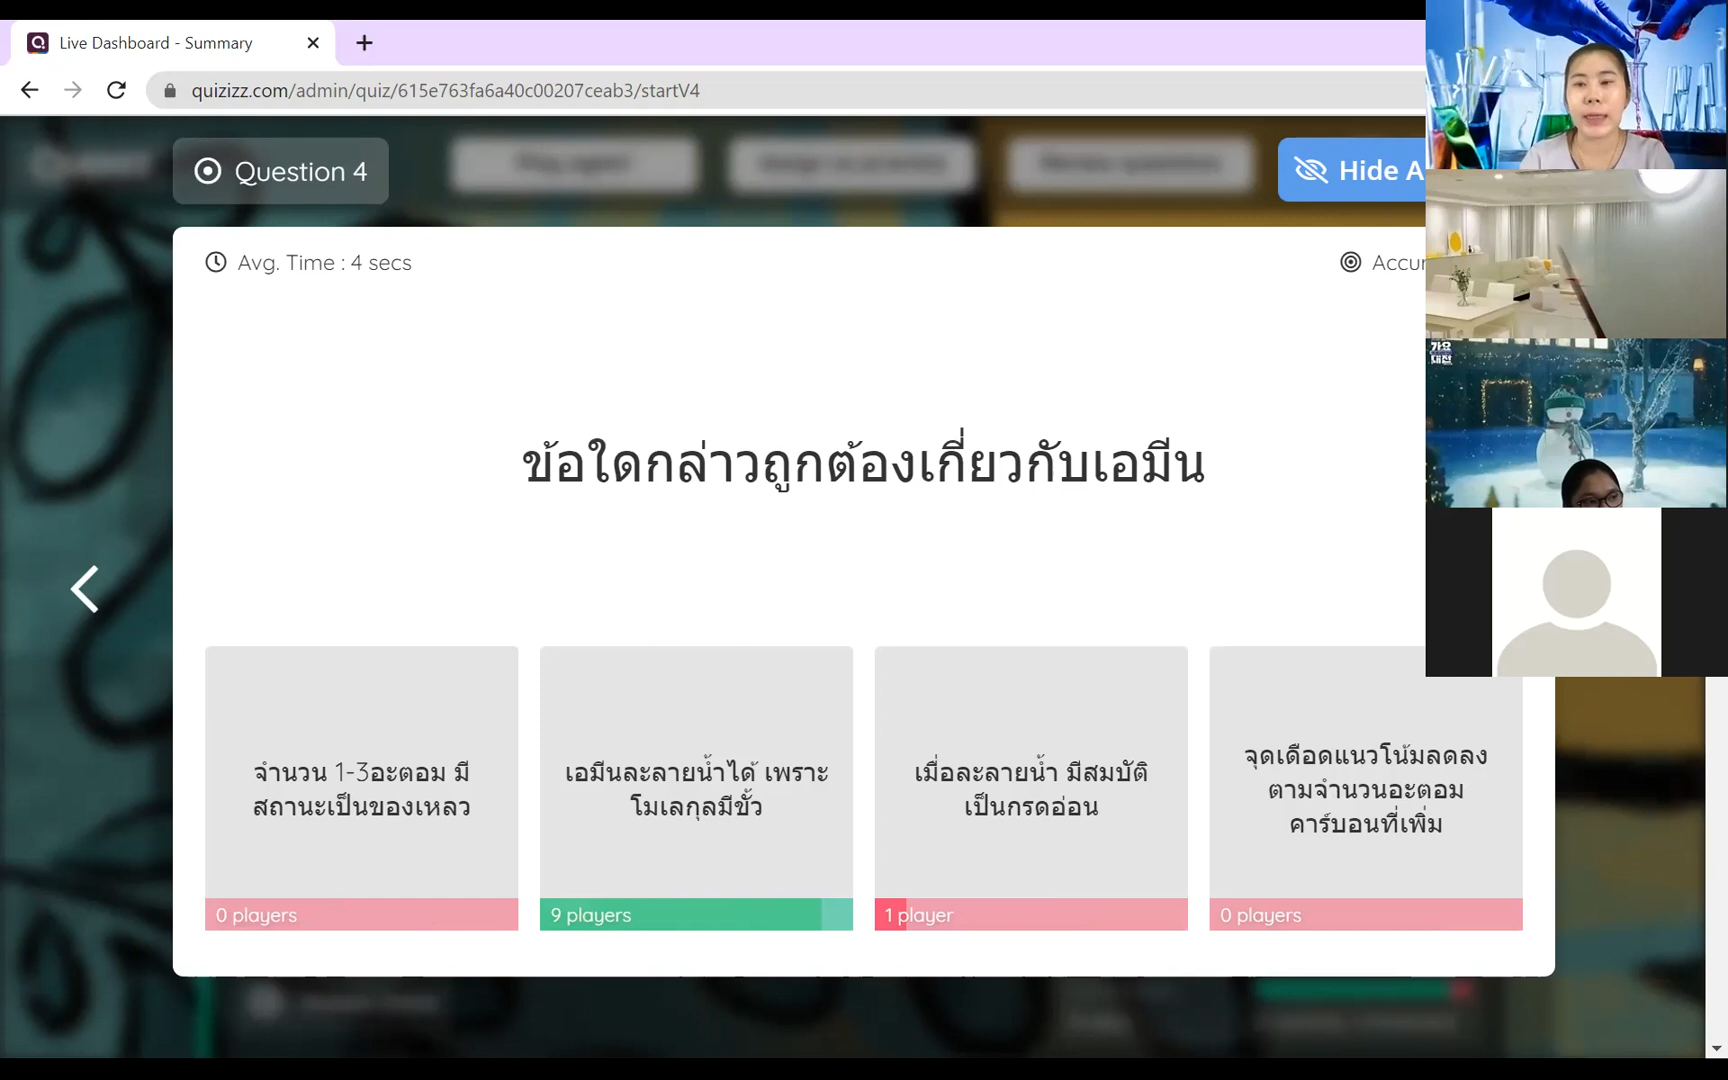 Live Dashboard - Summary
quizizz.com/admin/quiz/615e763fa6a40c00207ceab3/startV4
Question 4
Hide A
Avg. Time : 4 secs
Accur
가요
대전
ข้อใดกล่าวถูกต้องเกี่ยวกับเอมีน
จำนวน 1-3อะตอม มี
สถานะเป็นของเหลว
0 players
เอมีนละลายน้ำได้ เพราะ
โมเลกุลมีขั้ว
9 players
เมื่อละลายน้ำ มีสมบัติ
เป็นกรดอ่อน
1 player
จุดเดือดแนวโน้มลดลง
ตามจำนวนอะตอม
คาร์บอนที่เพิ่ม
0 players